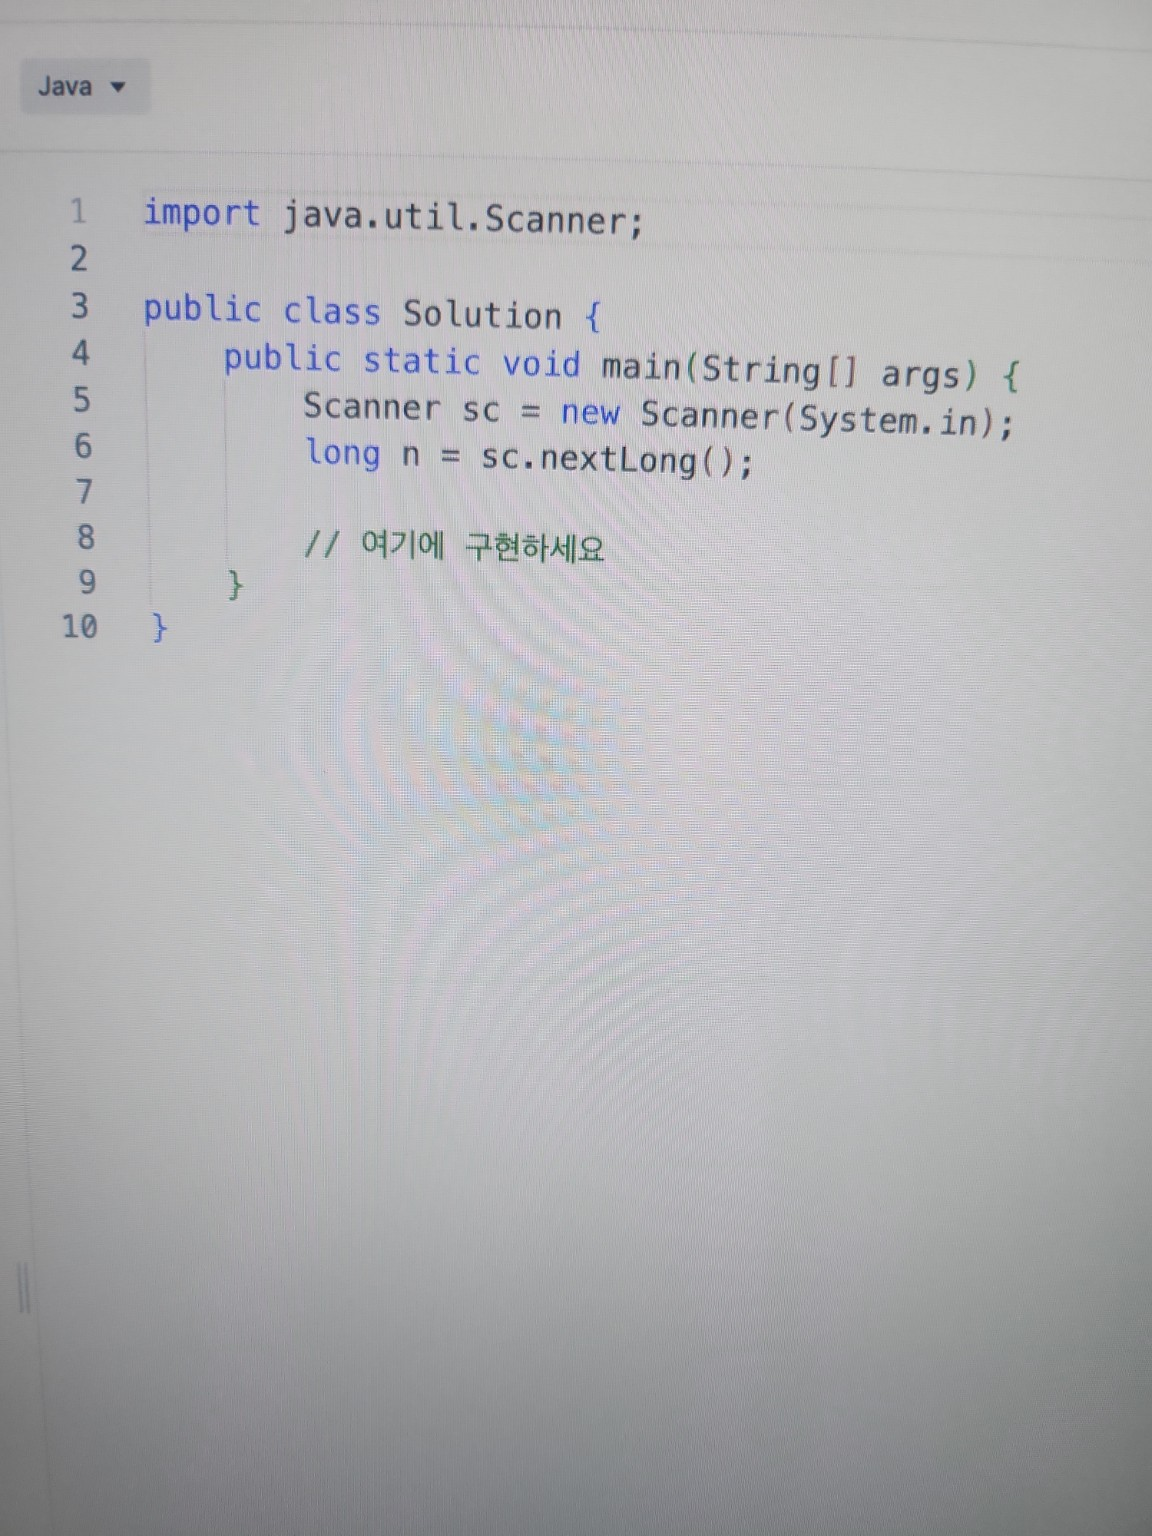 Java
1 import java.util.Scanner;
2
3 public class Solution {
4 public static void main(String[] args) {
5 Scanner sc = new Scanner(System.in);
6 long n = sc.nextLong();
7
8 // 여기에 구현하세요
9 }
10 }